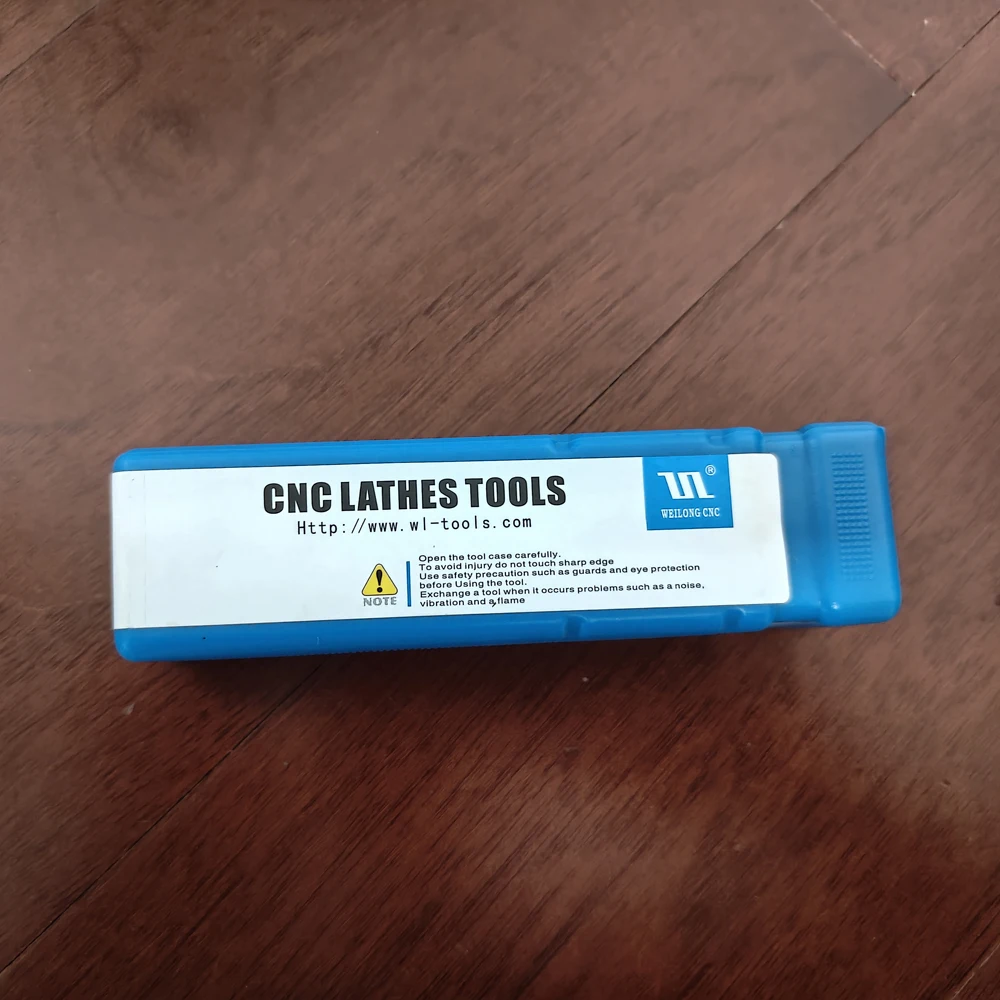 CNC LATHES TOOLS
Http://www.wl-tools.com
WL®
WEILONG CNC
NOTE
Open the tool case carefully.
To avoid injury do not touch sharp edge
Use safety precaution such as guards and eye protection
before Using the tool.
Exchange a tool when it occurs problems such as a noise,
vibration and a flame